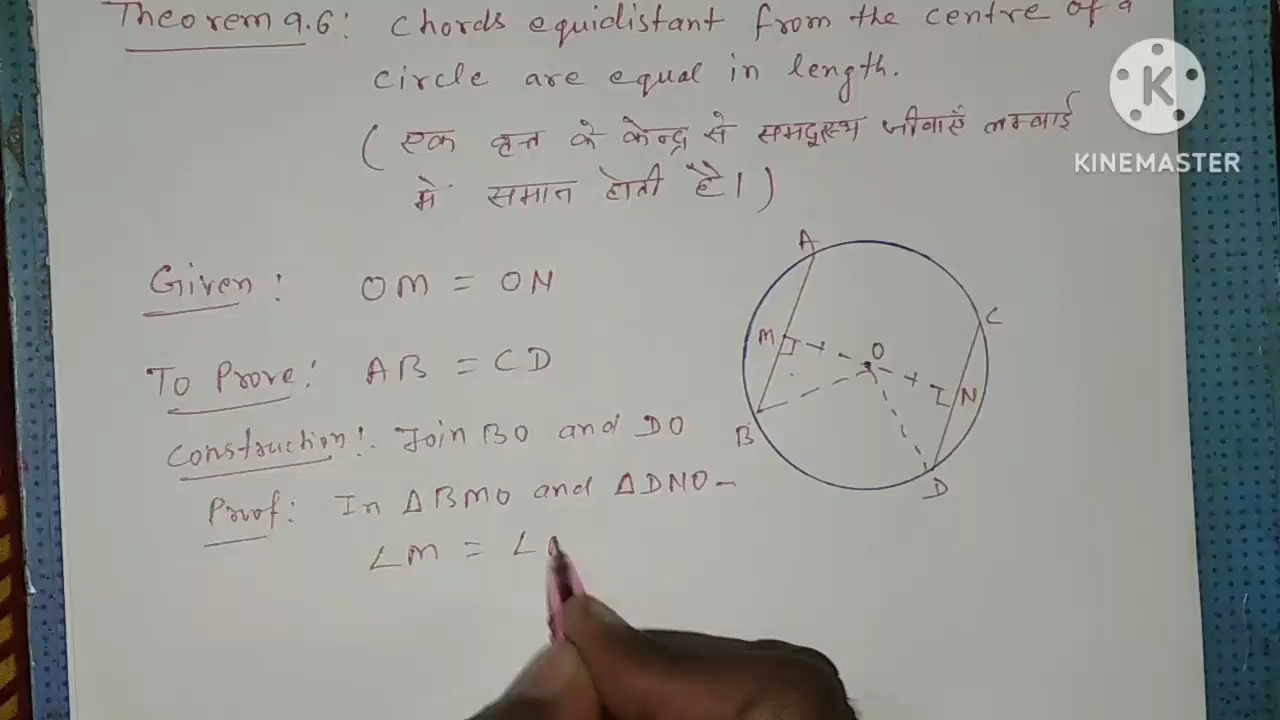 Theorem 9.6: Chords equidistant from the centre of a
circle are equal in length.
(एक वृत्त के केन्द्र से समदूरस्थ जीवाएँ लम्बाई
में समान होती है।)
K
KINEMASTER
Given: OM = ON
To Prove: AB = CD
Construction: Join BO and DO
Proof: In ΔBMO and ΔDNO -
∠M = ∠
A
C
M
O
N
B
D